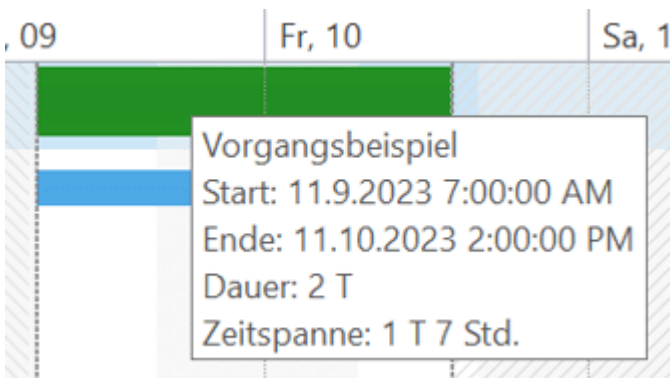 , 09 Fr, 10 Sa, 1
Vorgangsbeispiel
Start: 11.9.2023 7:00:00 AM
Ende: 11.10.2023 2:00:00 PM
Dauer: 2 T
Zeitspanne: 1 T 7 Std.